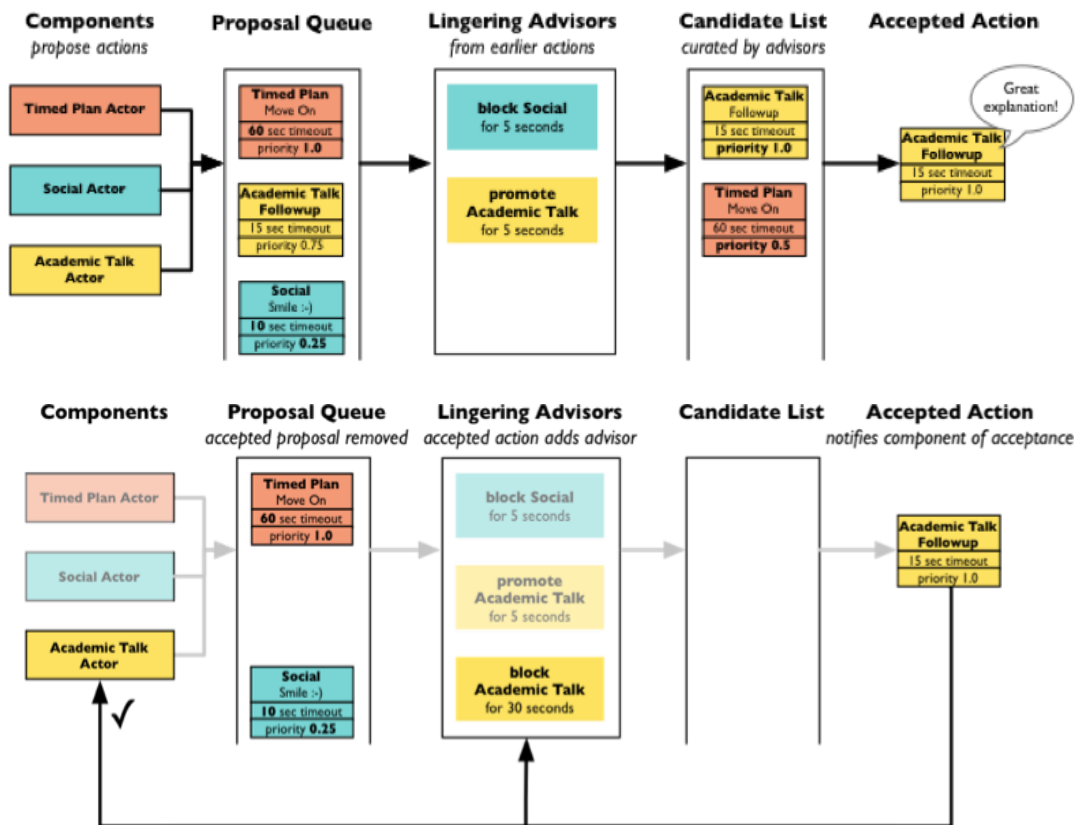 Components
propose actions
Proposal Queue
Lingering Advisors
from earlier actions
Candidate List
curated by advisors
Accepted Action
Timed Plan Actor
Social Actor
Academic Talk
Actor
Timed Plan
Move On
60 sec timeout
priority 1.0
Academic Talk
Followup
15 sec timeout
priority 0.75
Social
Smile :-)
10 sec timeout
priority 0.25
block Social
for 5 seconds
promote
Academic Talk
for 5 seconds
Academic Talk
Followup
15 sec timeout
priority 1.0
Timed Plan
Move On
60 sec timeout
priority 0.5
Great
explanation!
Academic Talk
Followup
15 sec timeout
priority 1.0
Components
Proposal Queue
accepted proposal removed
Lingering Advisors
accepted action adds advisor
Candidate List
Accepted Action
notifies component of acceptance
Timed Plan Actor
Social Actor
Academic Talk
Actor
Timed Plan
Move On
60 sec timeout
priority 1.0
Social
Smile :-)
10 sec timeout
priority 0.25
block Social
for 5 seconds
promote
Academic Talk
for 5 seconds
block
Academic Talk
for 30 seconds
Academic Talk
Followup
15 sec timeout
priority 1.0